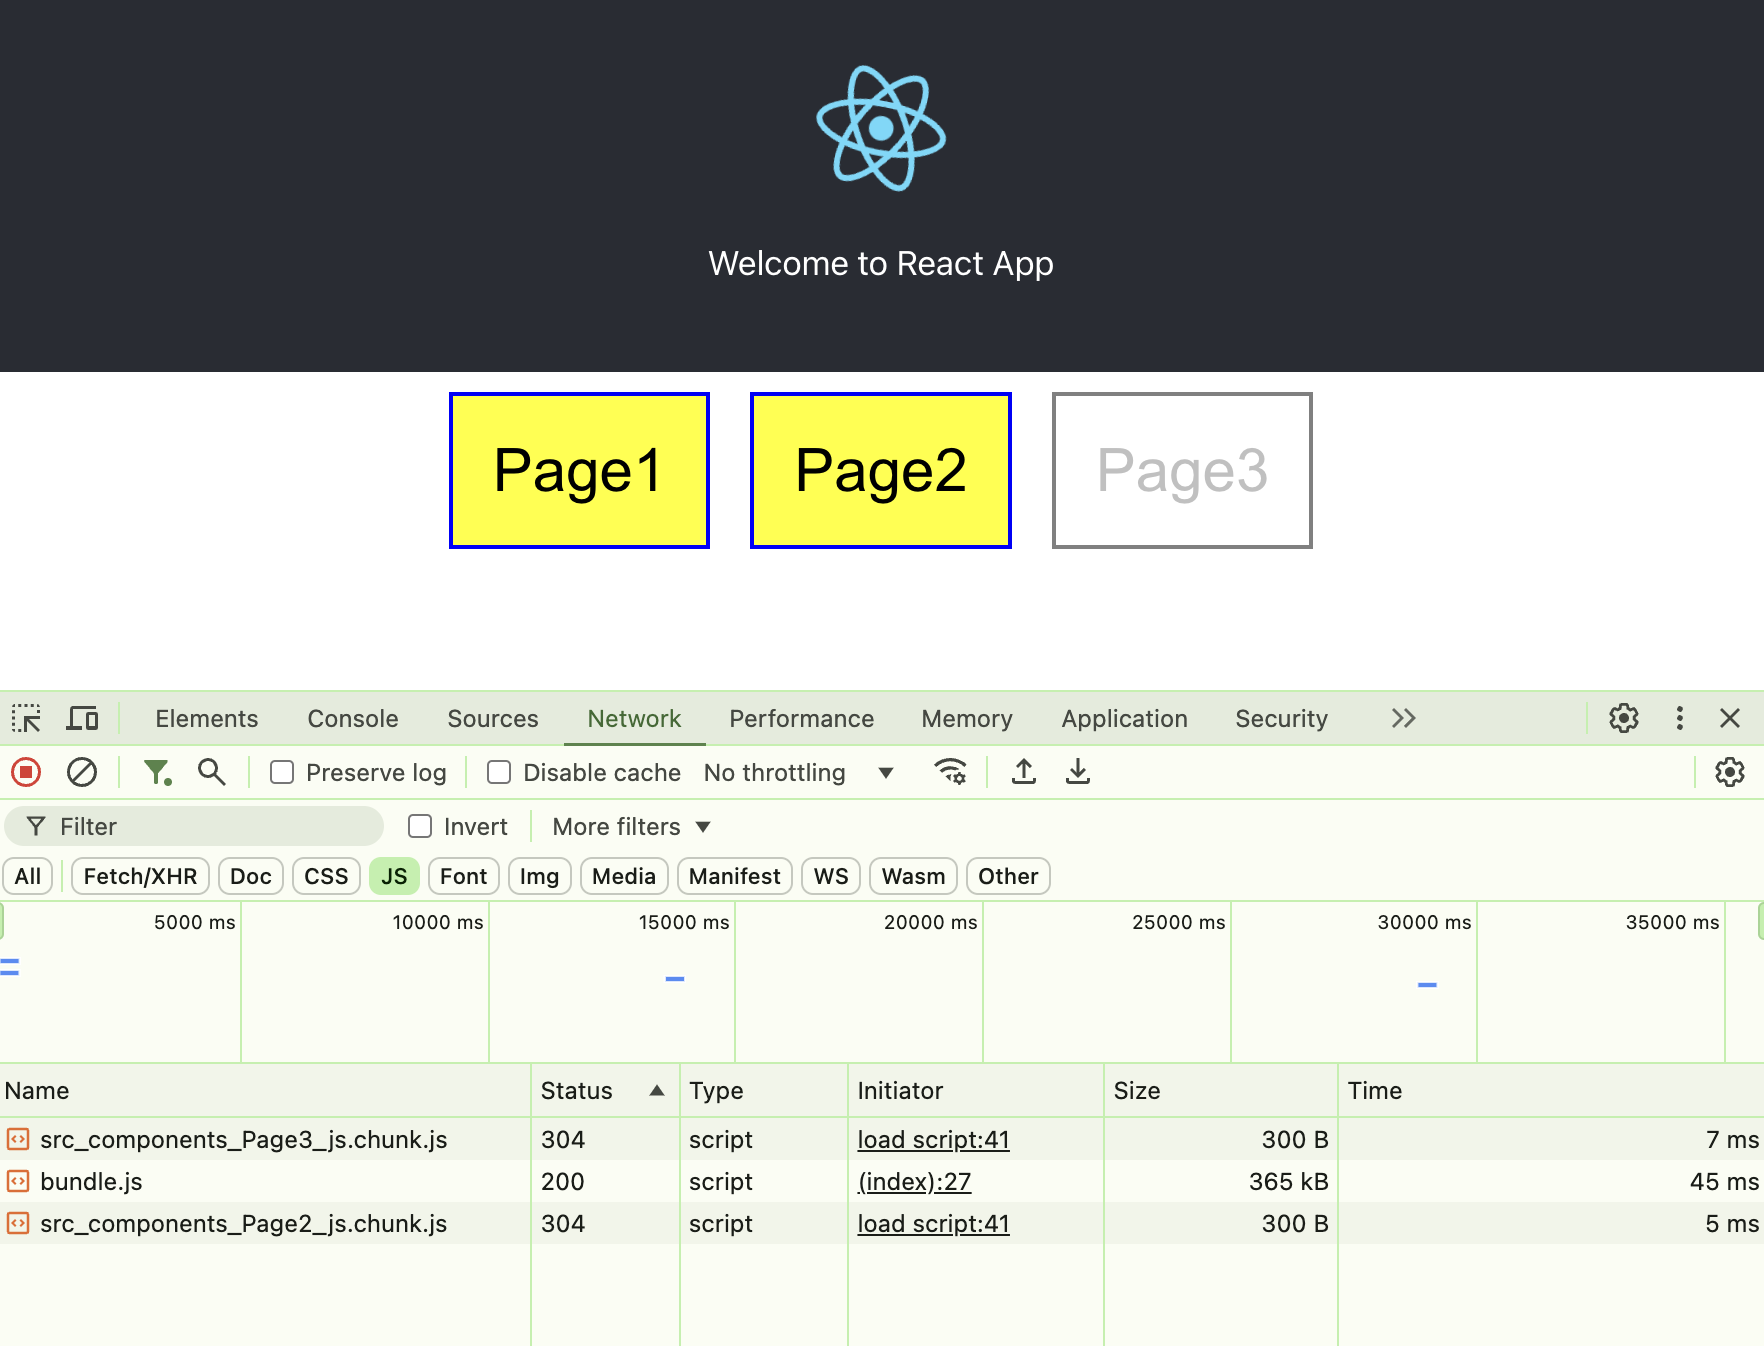 Welcome to React App
Page1 Page2 Page3
Elements Console Sources Network Performance Memory Application Security
Preserve log Disable cache No throttling
Filter Invert More filters
All Fetch/XHR Doc CSS JS Font Img Media Manifest WS Wasm Other
5000 ms 10000 ms 15000 ms 20000 ms 25000 ms 30000 ms 35000 ms
Name Status Type Initiator Size Time
src_components_Page3_js.chunk.js 304 script load script:41 300 B 7 ms
bundle.js 200 script (index):27 365 kB 45 ms
src_components_Page2_js.chunk.js 304 script load script:41 300 B 5 ms